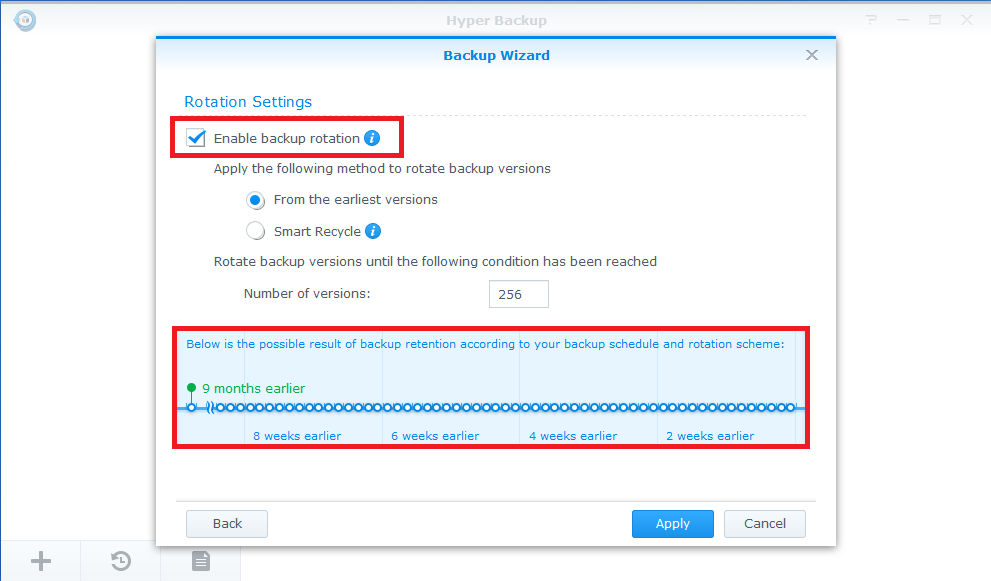 Hyper Backup
Backup Wizard
Rotation Settings
Enable backup rotation
Apply the following method to rotate backup versions
From the earliest versions
Smart Recycle
Rotate backup versions until the following condition has been reached
Number of versions: 256
Below is the possible result of backup retention according to your backup schedule and rotation scheme:
9 months earlier
8 weeks earlier 6 weeks earlier 4 weeks earlier 2 weeks earlier
Back Apply Cancel